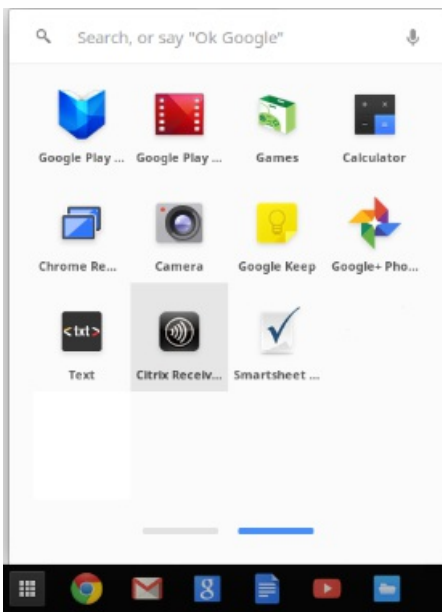 Search, or say "Ok Google"
Google Play ... Google Play ... Games Calculator
Chrome Re... Camera Google Keep Google+ Pho...
<txt>
Text Citrix Receiv... Smartsheet ...
8